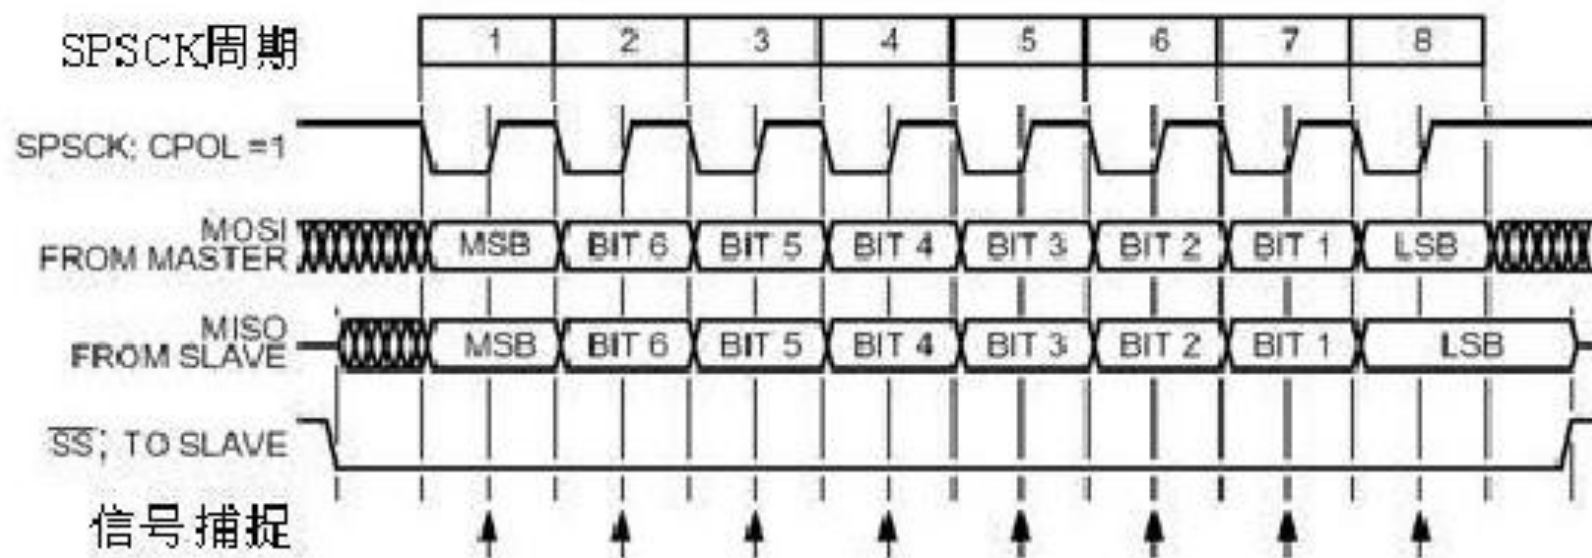 SPSCK周期 1 2 3 4 5 6 7 8
SPSCK; CPOL =1
MOSI
FROM MASTER
MSB BIT 6 BIT 5 BIT 4 BIT 3 BIT 2 BIT 1 LSB
MISO
FROM SLAVE
MSB BIT 6 BIT 5 BIT 4 BIT 3 BIT 2 BIT 1 LSB
SS; TO SLAVE
信号捕捉